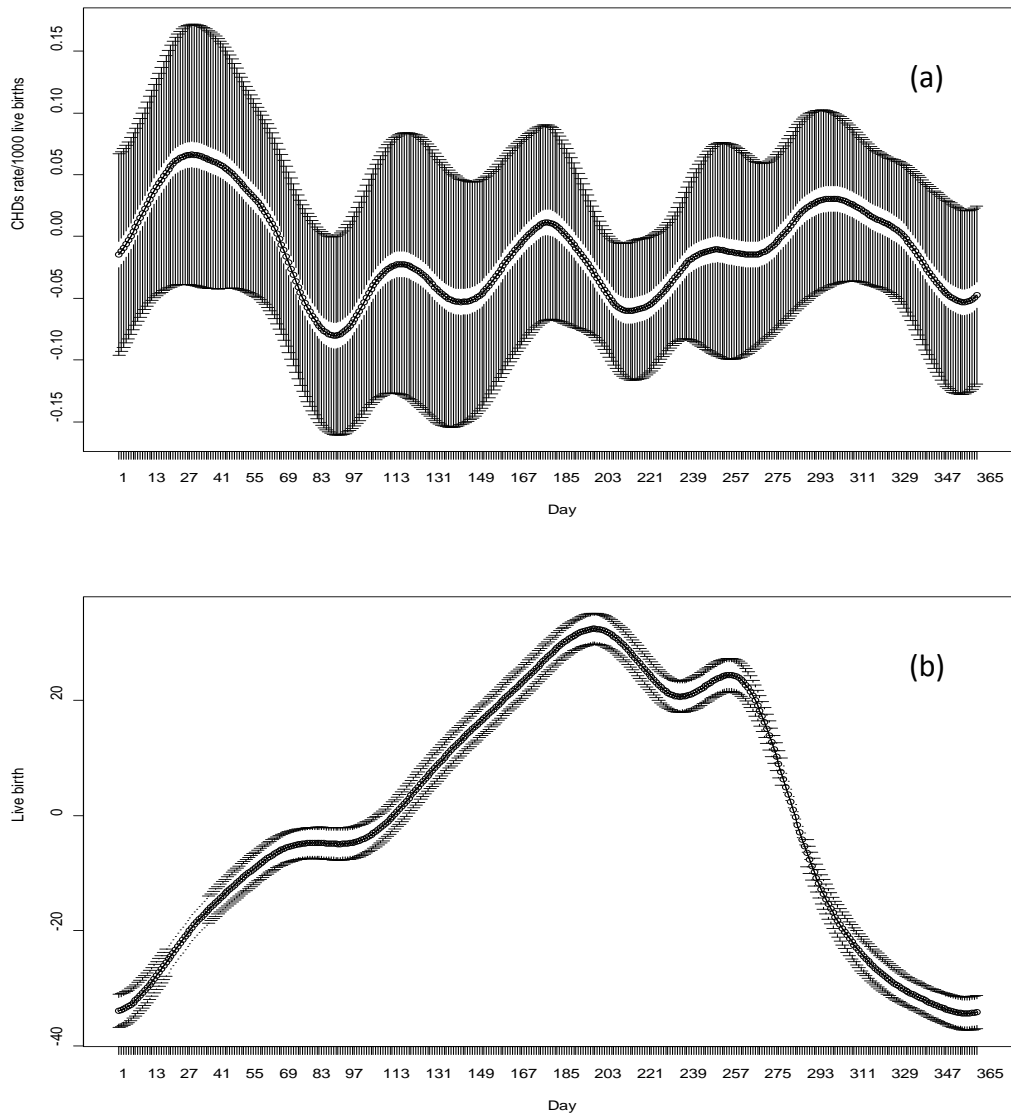 (a)
CHDs rate/1000 live births
0.15
0.10
0.05
0.00
-0.05
-0.10
-0.15
1 13 27 41 55 69 83 97 113 131 149 167 185 203 221 239 257 275 293 311 329 347 365
Day
(b)
Live birth
20
0
-20
-40
1 13 27 41 55 69 83 97 113 131 149 167 185 203 221 239 257 275 293 311 329 347 365
Day